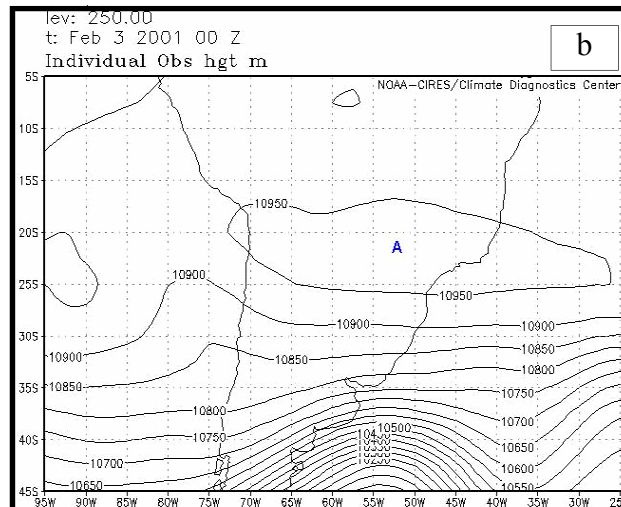 lev: 250.00
t: Feb 3 2001 00 Z
Individual Obs hgt m
b
NOAA-CIRES/Climate Diagnostics Center
5S
10S
15S
20S
25S
30S
35S
40S
45S
10950
A
10900
10950
10900
10900
10900
10850
10850
10850
10800
10800
10750
10750
10700
10500
10700
10650
10650
10600
10550
95W 90W 85W 80W 75W 70W 65W 60W 55W 50W 45W 40W 35W 30W